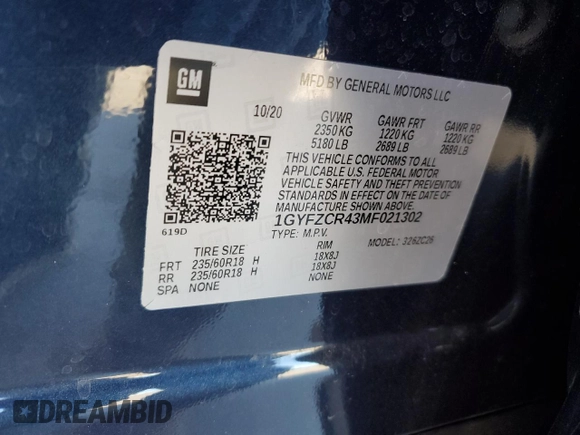 GM
MFD BY GENERAL MOTORS LLC
10/20 GVWR GAWR FRT GAWR RR
2350 KG 1220 KG 1220 KG
5180 LB 2689 LB 2689 LB
THIS VEHICLE CONFORMS TO ALL
APPLICABLE U.S. FEDERAL MOTOR
VEHICLE SAFETY AND THEFT PREVENTION
STANDARDS IN EFFECT ON THE DATE OF
MANUFACTURE SHOWN ABOVE.
1GYFZCR43MF021302
619D TYPE: M.P.V. MODEL: 3262C26
TIRE SIZE RIM
FRT 235/60R18 H 18X8J
RR 235/60R18 H 18X8J
SPA NONE NONE
DREAMBID